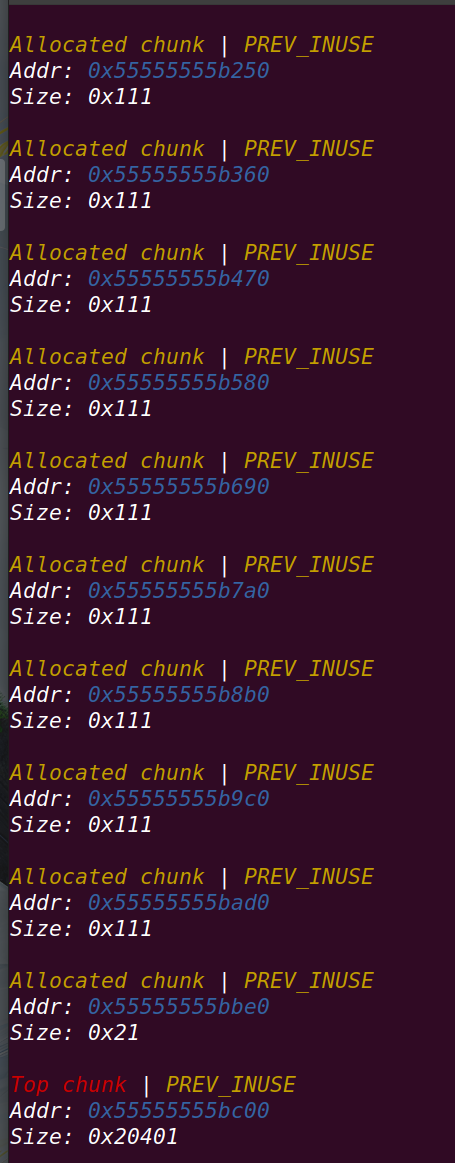 Allocated chunk | PREV_INUSE
Addr: 0x55555555b250
Size: 0x111
Allocated chunk | PREV_INUSE
Addr: 0x55555555b360
Size: 0x111
Allocated chunk | PREV_INUSE
Addr: 0x55555555b470
Size: 0x111
Allocated chunk | PREV_INUSE
Addr: 0x55555555b580
Size: 0x111
Allocated chunk | PREV_INUSE
Addr: 0x55555555b690
Size: 0x111
Allocated chunk | PREV_INUSE
Addr: 0x55555555b7a0
Size: 0x111
Allocated chunk | PREV_INUSE
Addr: 0x55555555b8b0
Size: 0x111
Allocated chunk | PREV_INUSE
Addr: 0x55555555b9c0
Size: 0x111
Allocated chunk | PREV_INUSE
Addr: 0x55555555bad0
Size: 0x111
Allocated chunk | PREV_INUSE
Addr: 0x55555555bbe0
Size: 0x21
Top chunk | PREV_INUSE
Addr: 0x55555555bc00
Size: 0x20401